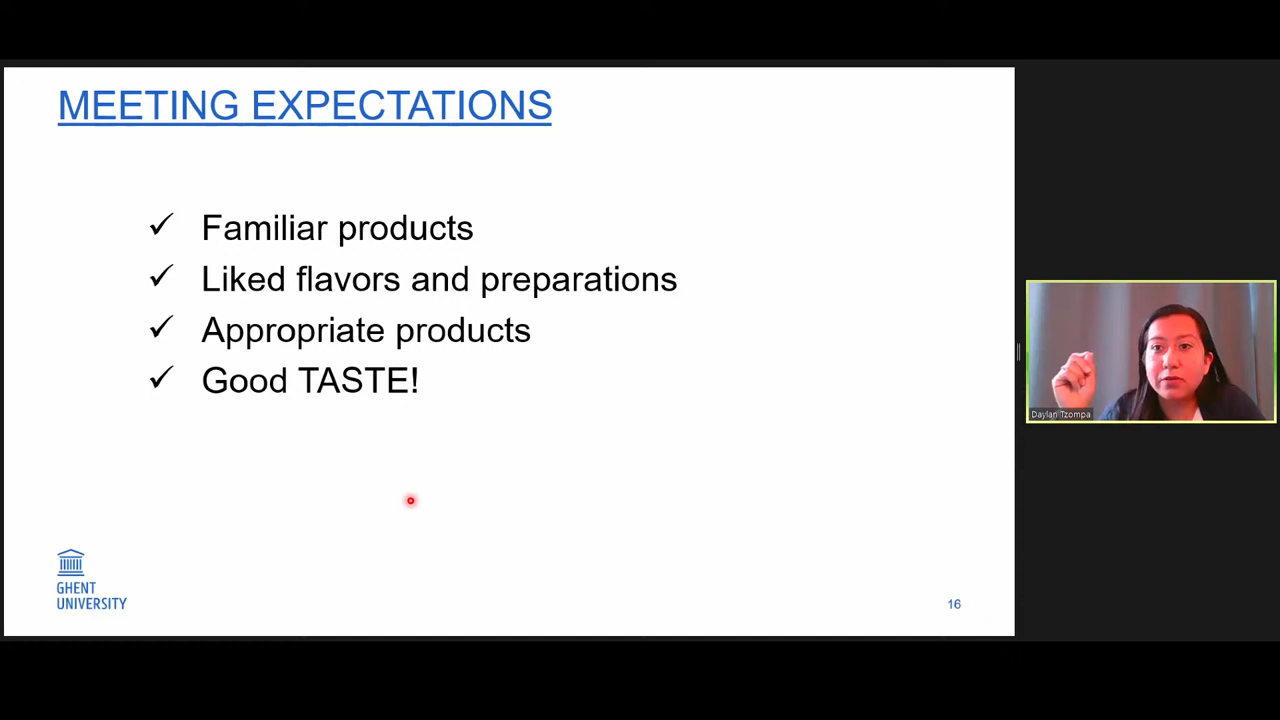 MEETING EXPECTATIONS
✓ Familiar products
✓ Liked flavors and preparations
✓ Appropriate products
✓ Good TASTE!
Daylan Tzompa
GHENT
UNIVERSITY
16